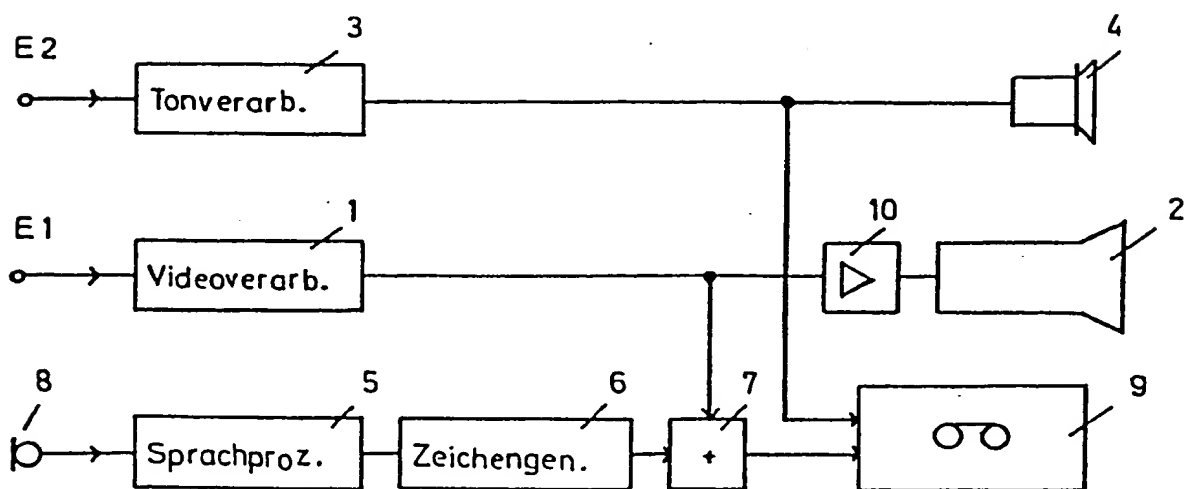 3
4
E2
Tonverarb.
E1
1
10
2
Videoverarb.
8
5
6
7
9
Sprachproz.
Zeichengen.
+